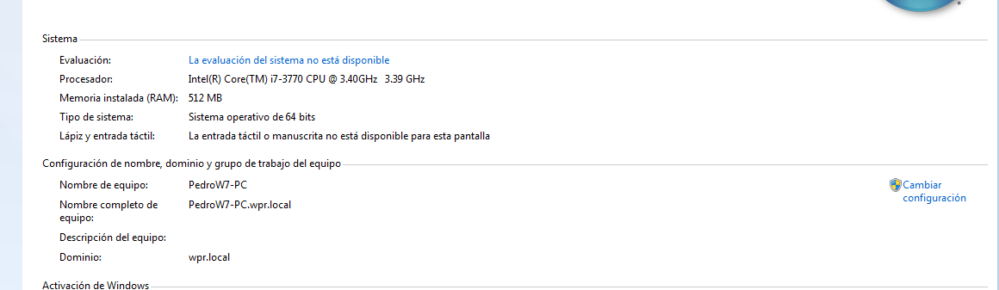 Sistema
Evaluación: La evaluación del sistema no está disponible
Procesador: Intel(R) Core(TM) i7-3770 CPU @ 3.40GHz 3.39 GHz
Memoria instalada (RAM): 512 MB
Tipo de sistema: Sistema operativo de 64 bits
Lápiz y entrada táctil: La entrada táctil o manuscrita no está disponible para esta pantalla
Configuración de nombre, dominio y grupo de trabajo del equipo
Nombre de equipo: PedroW7-PC
Cambiar
configuración
Nombre completo de
equipo:
PedroW7-PC.wpr.local
Descripción del equipo:
Dominio: wpr.local
Activación de Windows